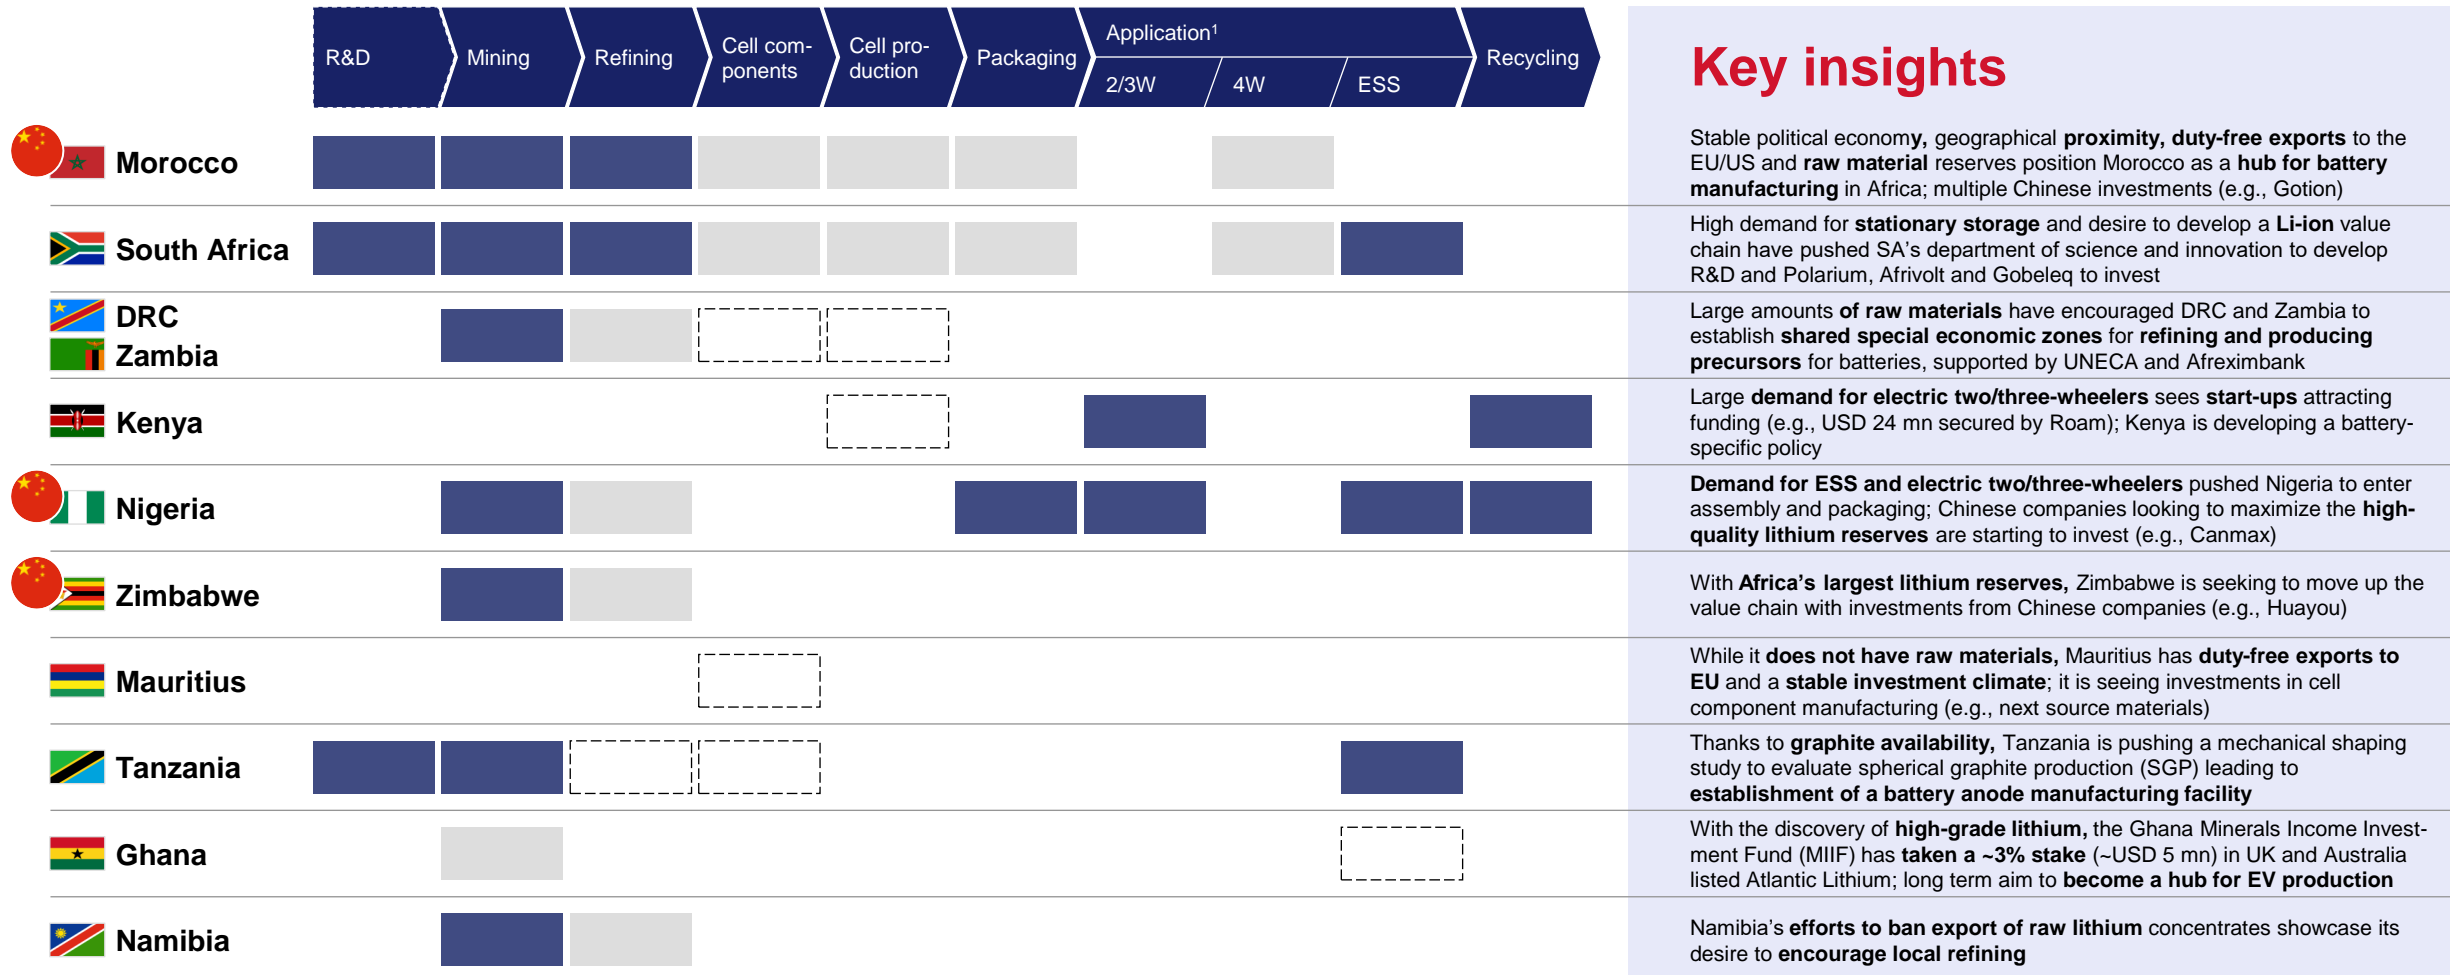 R&D
Mining
Refining
Cell com-
ponents
Cell pro-
duction
Packaging
Application¹
2/3W
4W
ESS
Recycling
Key insights
Morocco
Stable political economy, geographical proximity, duty-free exports to the
EU/US and raw material reserves position Morocco as a hub for battery
manufacturing in Africa; multiple Chinese investments (e.g., Gotion)
South Africa
High demand for stationary storage and desire to develop a Li-ion value
chain have pushed SA's department of science and innovation to develop
R&D and Polarium, Afrivolt and Gobeleq to invest
DRC
Zambia
Large amounts of raw materials have encouraged DRC and Zambia to
establish shared special economic zones for refining and producing
precursors for batteries, supported by UNECA and Afreximbank
Kenya
Large demand for electric two/three-wheelers sees start-ups attracting
funding (e.g., USD 24 mn secured by Roam); Kenya is developing a battery-
specific policy
Nigeria
Demand for ESS and electric two/three-wheelers pushed Nigeria to enter
assembly and packaging; Chinese companies looking to maximize the high-
quality lithium reserves are starting to invest (e.g., Canmax)
Zimbabwe
With Africa's largest lithium reserves, Zimbabwe is seeking to move up the
value chain with investments from Chinese companies (e.g., Huayou)
Mauritius
While it does not have raw materials, Mauritius has duty-free exports to
EU and a stable investment climate; it is seeing investments in cell
component manufacturing (e.g., next source materials)
Tanzania
Thanks to graphite availability, Tanzania is pushing a mechanical shaping
study to evaluate spherical graphite production (SGP) leading to
establishment of a battery anode manufacturing facility
Ghana
With the discovery of high-grade lithium, the Ghana Minerals Income Invest-
ment Fund (MIIF) has taken a ~3% stake (~USD 5 mn) in UK and Australia
listed Atlantic Lithium; long term aim to become a hub for EV production
Namibia
Namibia's efforts to ban export of raw lithium concentrates showcase its
desire to encourage local refining